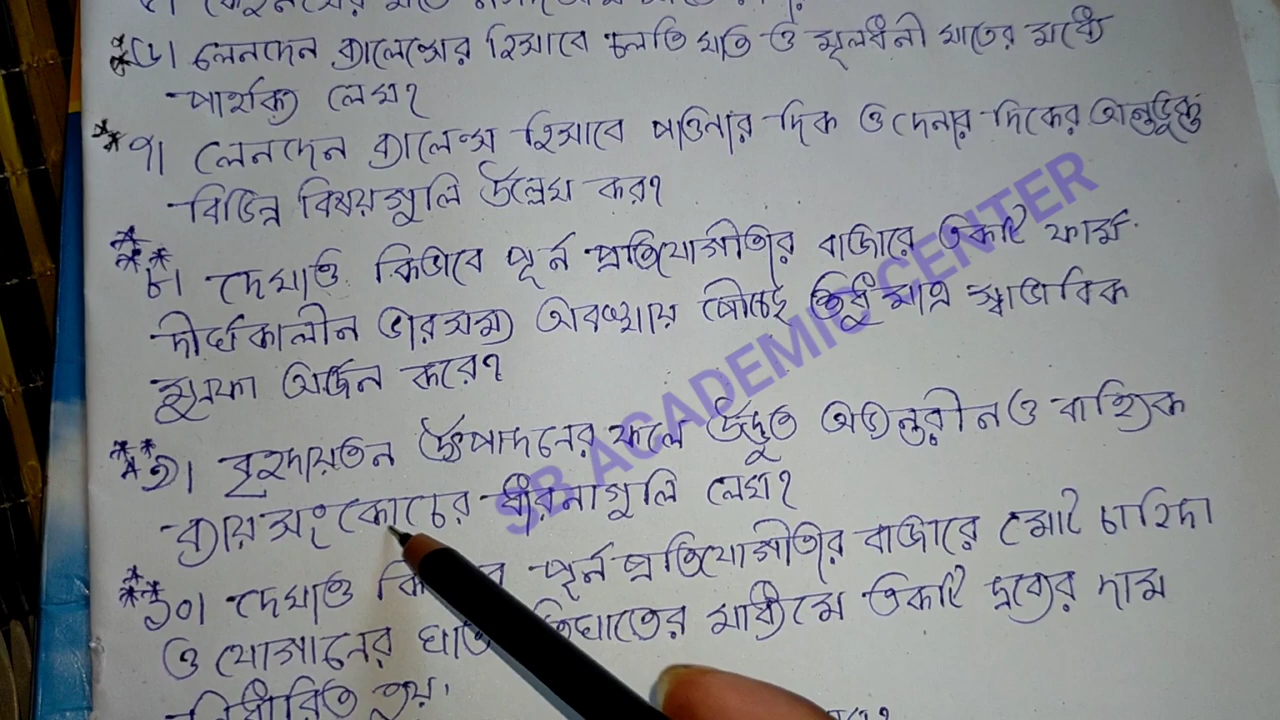 ৬। লেনদেন ব্যালেন্সের হিসাবে চলতি খাত ও মূলধনী খাতের মধ্যে
পার্থক্য লেখ?
৭। লেনদেন ব্যালেন্স হিসাবে পাওনার দিক ও দেনার দিকের অন্তর্ভুক্ত
বিভিন্ন বিষয়গুলি উল্লেখ কর?
৮। দেখাও কিভাবে পূর্ন প্রতিযোগীতার বাজারে একটি ফার্ম
দীর্ঘকালীন ভারসাম্য অবস্থায় পৌছে শুধু মাত্র স্বাভাবিক
মুনফা অর্জন করে?
৯। বৃহদায়তন উৎপাদনের ফলে উদ্ভূত অভ্যন্তরীন ও বাহ্যিক
ব্যয়সংকোচের ধারনাগুলি লেখ?
১০। দেখাও পূর্ন প্রতিযোগীতার বাজারে মোট চাহিদা
ও যোগানের মাধ্যমে একটি দ্রব্যের দাম
নির্ধারিত হয়।
SB ACADEMIC CENTER